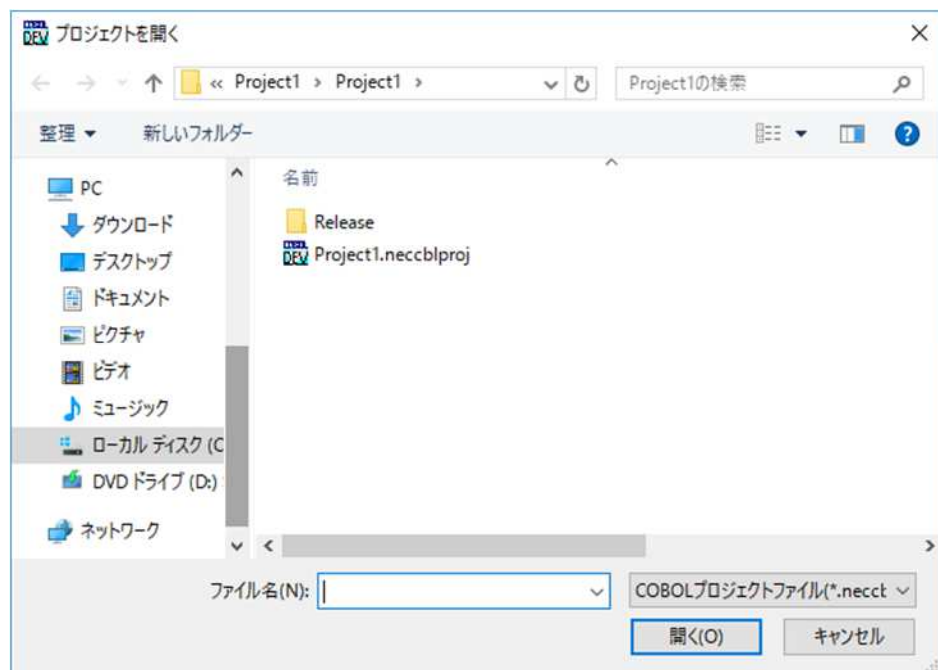 プロジェクトを開く
« Project1 › Project1 ›
Project1の検索
整理
新しいフォルダー
PC
ダウンロード
デスクトップ
ドキュメント
ピクチャ
ビデオ
ミュージック
ローカル ディスク (C
DVD ドライブ (D:)
ネットワーク
名前
Release
DEV Project1.neccblproj
ファイル名(N):
COBOLプロジェクトファイル(*.neccb
開く(O)
キャンセル